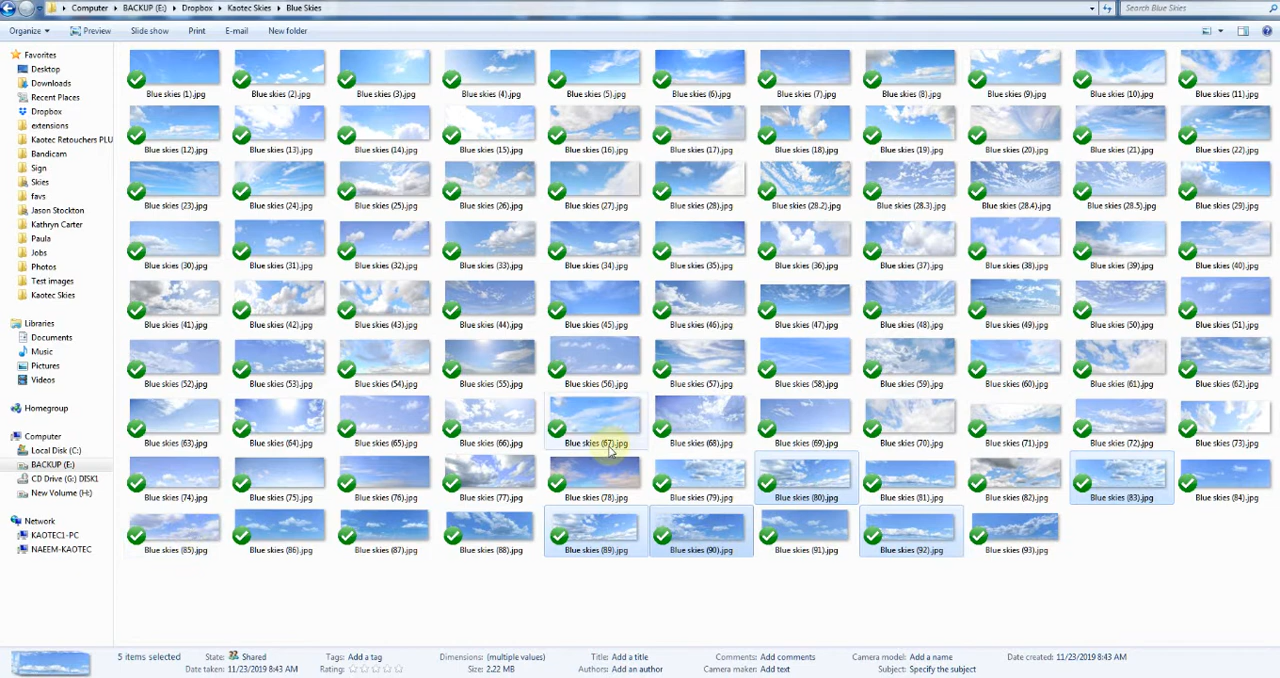 Computer ▸ BACKUP (E:) ▸ Dropbox ▸ Kaotec Skies ▸ Blue Skies Search Blue Skies
Organize Preview Slide show Print E-mail New folder
Favorites
Desktop
Downloads
Recent Places
Dropbox
extensions
Kaotec Retouchers PLU
Bandicam
Sign
Skies
favs
Jason Stockton
Kathryn Carter
Paula
Jobs
Photos
Test images
Kaotec Skies
Libraries
Documents
Music
Pictures
Videos
Homegroup
Computer
Local Disk (C:)
BACKUP (E:)
CD Drive (G:) DISK1
New Volume (H:)
Network
KAOTEC1-PC
NAEEM-KAOTEC
Blue skies (1).jpg Blue skies (2).jpg Blue skies (3).jpg Blue skies (4).jpg Blue skies (5).jpg Blue skies (6).jpg Blue skies (7).jpg Blue skies (8).jpg Blue skies (9).jpg Blue skies (10).jpg Blue skies (11).jpg
Blue skies (12).jpg Blue skies (13).jpg Blue skies (14).jpg Blue skies (15).jpg Blue skies (16).jpg Blue skies (17).jpg Blue skies (18).jpg Blue skies (19).jpg Blue skies (20).jpg Blue skies (21).jpg Blue skies (22).jpg
Blue skies (23).jpg Blue skies (24).jpg Blue skies (25).jpg Blue skies (26).jpg Blue skies (27).jpg Blue skies (28).jpg Blue skies (28.2).jpg Blue skies (28.3).jpg Blue skies (28.4).jpg Blue skies (28.5).jpg Blue skies (29).jpg
Blue skies (30).jpg Blue skies (31).jpg Blue skies (32).jpg Blue skies (33).jpg Blue skies (34).jpg Blue skies (35).jpg Blue skies (36).jpg Blue skies (37).jpg Blue skies (38).jpg Blue skies (39).jpg Blue skies (40).jpg
Blue skies (41).jpg Blue skies (42).jpg Blue skies (43).jpg Blue skies (44).jpg Blue skies (45).jpg Blue skies (46).jpg Blue skies (47).jpg Blue skies (48).jpg Blue skies (49).jpg Blue skies (50).jpg Blue skies (51).jpg
Blue skies (52).jpg Blue skies (53).jpg Blue skies (54).jpg Blue skies (55).jpg Blue skies (56).jpg Blue skies (57).jpg Blue skies (58).jpg Blue skies (59).jpg Blue skies (60).jpg Blue skies (61).jpg Blue skies (62).jpg
Blue skies (63).jpg Blue skies (64).jpg Blue skies (65).jpg Blue skies (66).jpg Blue skies (67).jpg Blue skies (68).jpg Blue skies (69).jpg Blue skies (70).jpg Blue skies (71).jpg Blue skies (72).jpg Blue skies (73).jpg
Blue skies (74).jpg Blue skies (75).jpg Blue skies (76).jpg Blue skies (77).jpg Blue skies (78).jpg Blue skies (79).jpg Blue skies (80).jpg Blue skies (81).jpg Blue skies (82).jpg Blue skies (83).jpg Blue skies (84).jpg
Blue skies (85).jpg Blue skies (86).jpg Blue skies (87).jpg Blue skies (88).jpg Blue skies (89).jpg Blue skies (90).jpg Blue skies (91).jpg Blue skies (92).jpg Blue skies (93).jpg
5 items selected State: Shared Tags: Add a tag Dimensions: (multiple values) Title: Add a title Comments: Add comments Camera model: Add a name Date created: 11/23/2019 8:43 AM
Date taken: 11/23/2019 8:43 AM Rating: Size: 2.22 MB Authors: Add an author Camera maker: Add text Subject: Specify the subject